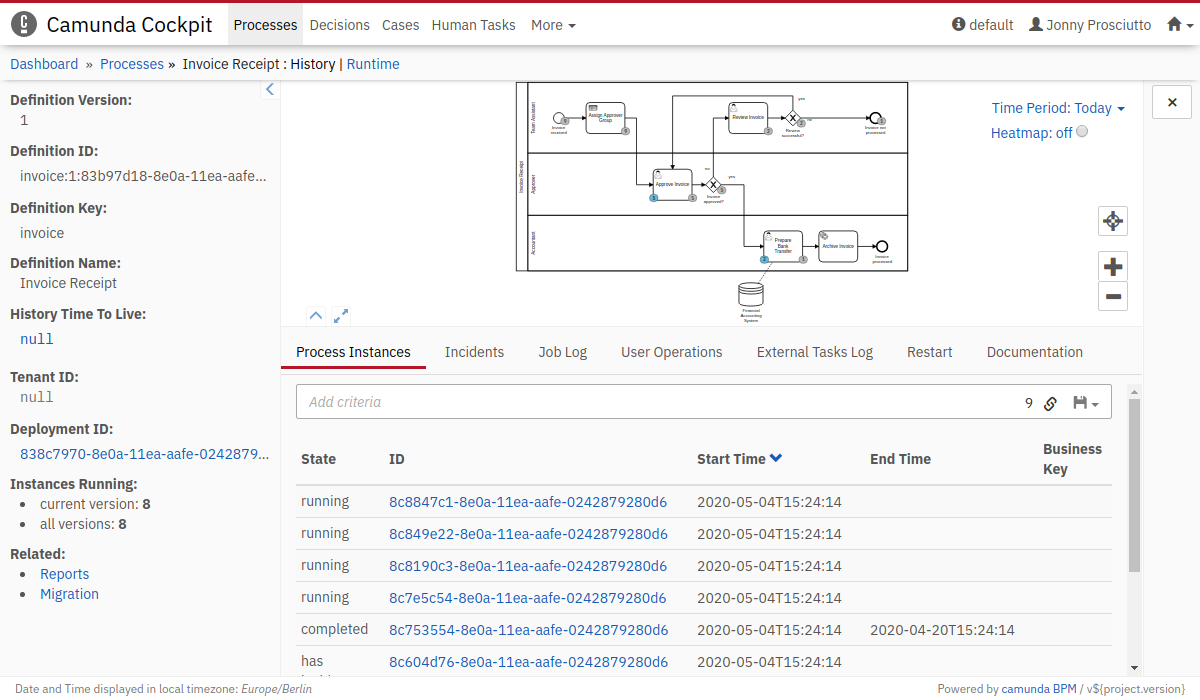 Camunda Cockpit Processes Decisions Cases Human Tasks More default Jonny Prosciutto
Dashboard » Processes » Invoice Receipt : History | Runtime
Definition Version:
1
Definition ID:
invoice:1:83b97d18-8e0a-11ea-aafe...
Definition Key:
invoice
Definition Name:
Invoice Receipt
History Time To Live:
null
Tenant ID:
null
Deployment ID:
838c7970-8e0a-11ea-aafe-0242879...
Instances Running:
current version: 8
all versions: 8
Related:
Reports
Migration
Invoice Receipt
Team Assistant
Invoice
received
Assign Approver
Group
Review Invoice
yes
no
Review
successful?
Invoice not
processed
Approver
Approve Invoice
no
yes
Invoice
approved?
Accountant
Prepare
Bank
Transfer
Archive Invoice
Invoice
processed
Financial
Accounting
System
Time Period: Today
Heatmap: off
Process Instances Incidents Job Log User Operations External Tasks Log Restart Documentation
Add criteria 9
State ID Start Time End Time Business Key
running 8c8847c1-8e0a-11ea-aafe-0242879280d6 2020-05-04T15:24:14
running 8c849e22-8e0a-11ea-aafe-0242879280d6 2020-05-04T15:24:14
running 8c8190c3-8e0a-11ea-aafe-0242879280d6 2020-05-04T15:24:14
running 8c7e5c54-8e0a-11ea-aafe-0242879280d6 2020-05-04T15:24:14
completed 8c753554-8e0a-11ea-aafe-0242879280d6 2020-05-04T15:24:14 2020-04-20T15:24:14
has 8c604d76-8e0a-11ea-aafe-0242879280d6 2020-05-04T15:24:14
Date and Time displayed in local timezone: Europe/Berlin
Powered by camunda BPM / v${project.version}